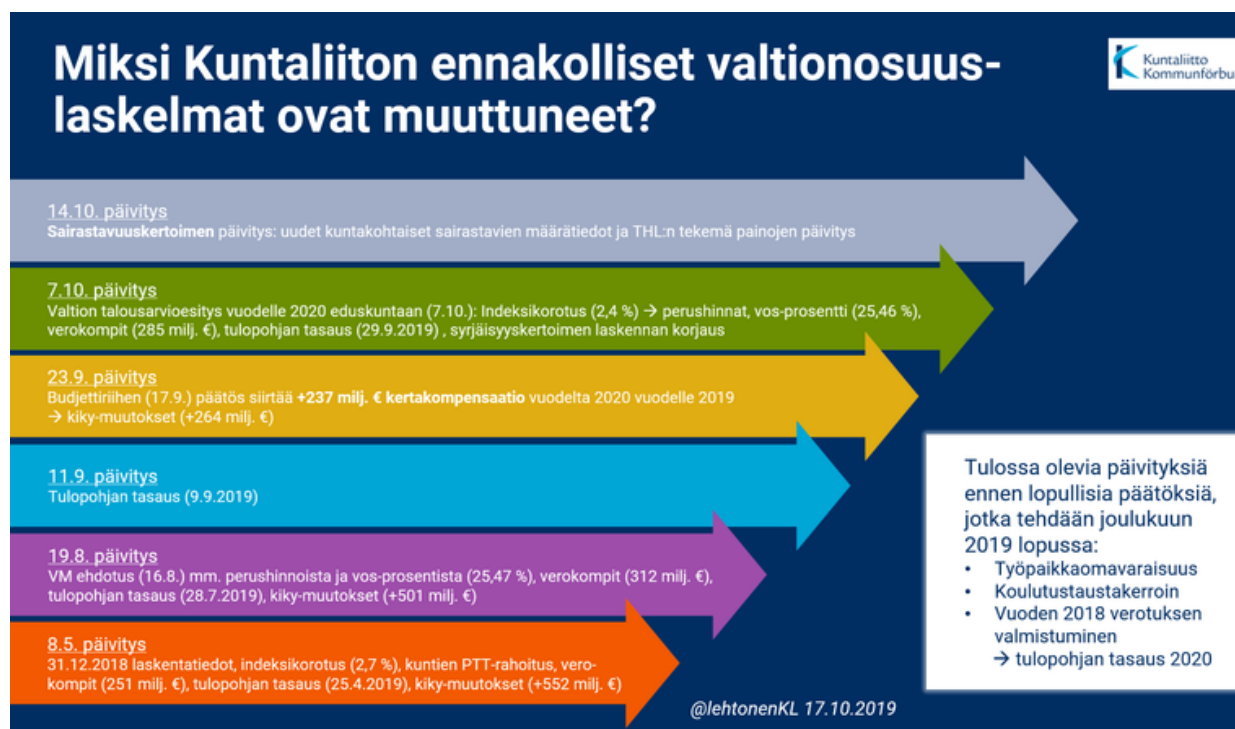 Miksi Kuntaliiton ennakolliset valtionosuus-
laskelmat ovat muuttuneet?
Kuntaliitto
Kommunförbu
14.10. päivitys
Sairastavuuskertoimen päivitys: uudet kuntakohtaiset sairastavien määrätiedot ja THL:n tekemä painojen päivitys
7.10. päivitys
Valtion talousarvioesitys vuodelle 2020 eduskuntaan (7.10.): Indeksikorotus (2,4 %) → perushinnat, vos-prosentti (25,46 %),
verokompit (285 milj. €), tulopohjan tasaus (29.9.2019) , syrjäisyyskertoimen laskennan korjaus
23.9. päivitys
Budjettiriihen (17.9.) päätös siirtää +237 milj. € kertakompensaatio vuodelta 2020 vuodelle 2019
→ kiky-muutokset (+264 milj. €)
11.9. päivitys
Tulopohjan tasaus (9.9.2019)
19.8. päivitys
VM ehdotus (16.8.) mm. perushinnoista ja vos-prosentista (25,47 %), verokompit (312 milj. €),
tulopohjan tasaus (28.7.2019), kiky-muutokset (+501 milj. €)
8.5. päivitys
31.12.2018 laskentatiedot, indeksikorotus (2,7 %), kuntien PTT-rahoitus, vero-
kompit (251 milj. €), tulopohjan tasaus (25.4.2019), kiky-muutokset (+552 milj. €)
Tulossa olevia päivityksiä
ennen lopullisia päätöksiä,
jotka tehdään joulukuun
2019 lopussa:
• Työpaikkaomavaraisuus
• Koulutustaustakerroin
• Vuoden 2018 verotuksen
valmistuminen
→ tulopohjan tasaus 2020
@lehtonenKL 17.10.2019